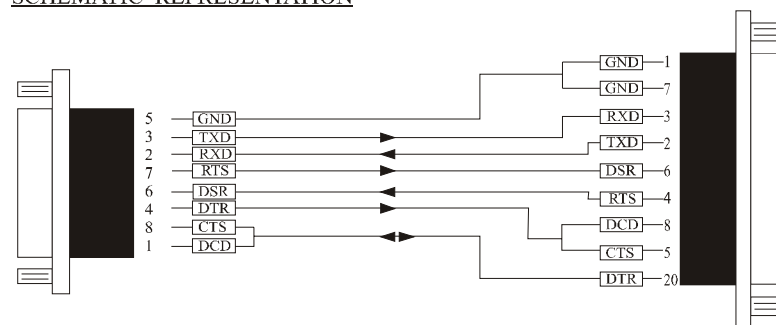 SCHEMATIC REPRESENTATION
5 GND
3 TXD
2 RXD
7 RTS
6 DSR
4 DTR
8 CTS
1 DCD
GND 1
GND 7
RXD 3
TXD 2
DSR 6
RTS 4
DCD 8
CTS 5
DTR 20